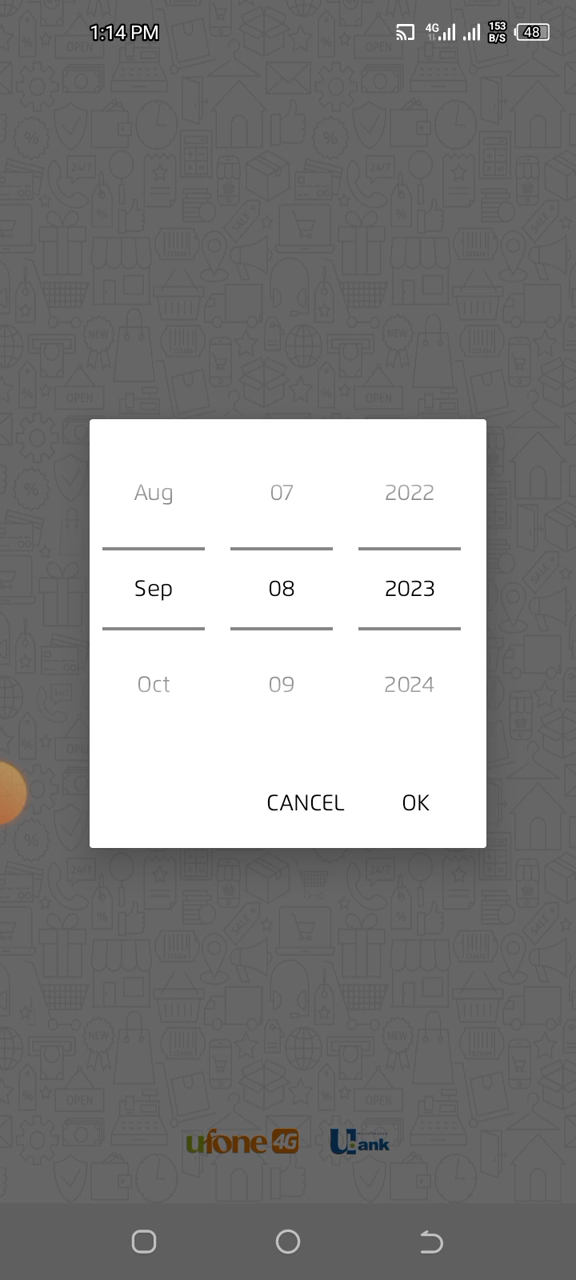 1:14 PM 4G 153 B/S 48
Aug 07 2022
Sep 08 2023
Oct 09 2024
CANCEL OK
ufone 4G U Bank